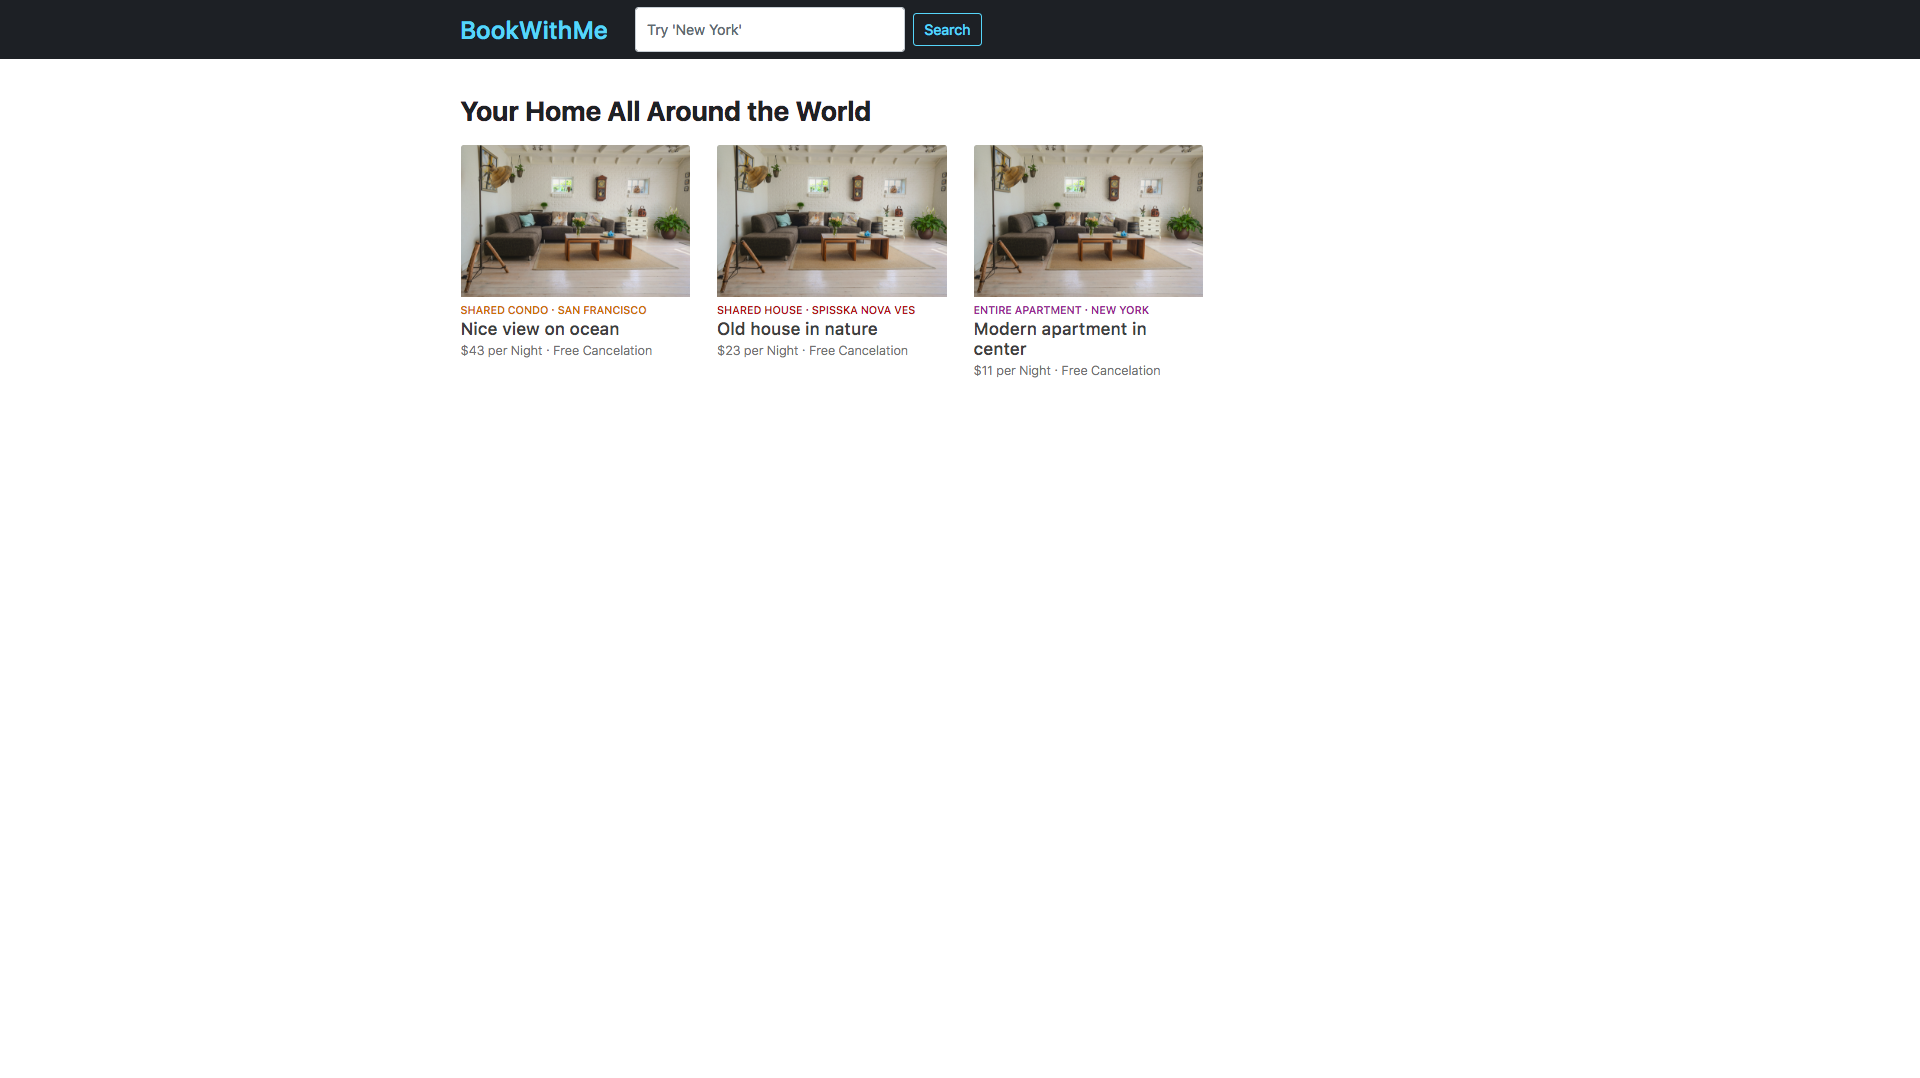 BookWithMe
Try 'New York'
Search
Your Home All Around the World
SHARED CONDO · SAN FRANCISCO
Nice view on ocean
$43 per Night · Free Cancelation
SHARED HOUSE · SPISSKA NOVA VES
Old house in nature
$23 per Night · Free Cancelation
ENTIRE APARTMENT · NEW YORK
Modern apartment in
center
$11 per Night · Free Cancelation